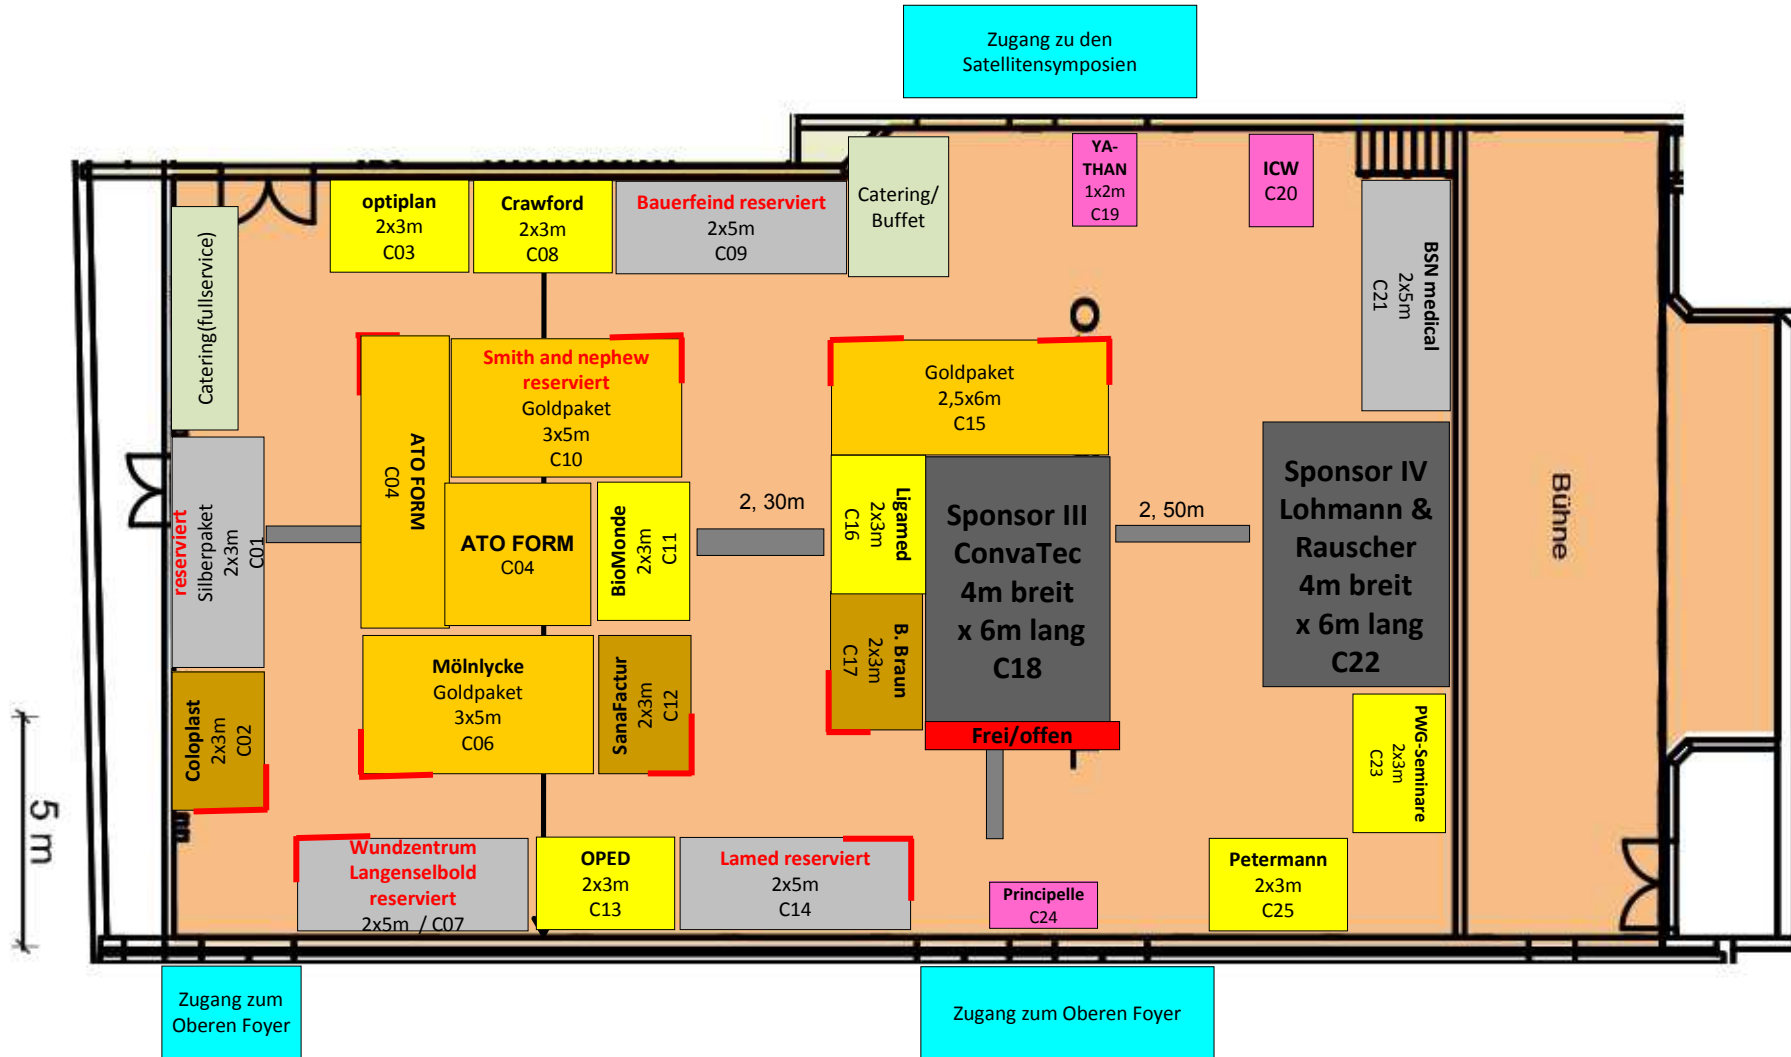 Zugang zu den
Satellitensymposien
optiplan
2x3m
C03
Crawford
2x3m
C08
Bauerfeind reserviert
2x5m
C09
Catering/
Buffet
YA-
THAN
1x2m
C19
ICW
C20
BSN medical
2x5m
C21
Catering(fullservice)
ATO FORM
C04
Smith and nephew
reserviert
Goldpaket
3x5m
C10
Goldpaket
2,5x6m
C15
reserviert
Silberpaket
2x3m
C01
ATO FORM
C04
BioMonde
2x3m
C11
2, 30m
Ligamed
2x3m
C16
Sponsor III
ConvaTec
4m breit
x 6m lang
C18
2, 50m
Sponsor IV
Lohmann &
Rauscher
4m breit
x 6m lang
C22
Bühne
Coloplast
2x3m
C02
Mölnlycke
Goldpaket
3x5m
C06
SanaFactur
2x3m
C12
B. Braun
2x3m
C17
Frei/offen
PWG-Seminare
2x3m
C23
5 m
Wundzentrum
Langenselbold
reserviert
2x5m / C07
OPED
2x3m
C13
Lamed reserviert
2x5m
C14
Principelle
C24
Petermann
2x3m
C25
Zugang zum
Oberen Foyer
Zugang zum Oberen Foyer